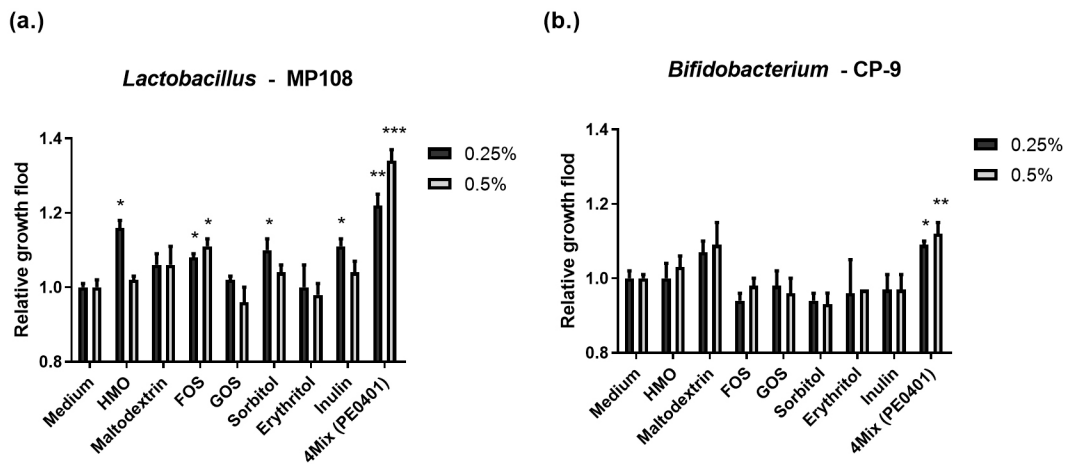 (a.)
Lactobacillus - MP108
Relative growth flod
1.4
1.2
1.0
0.8
*
*
*
*
*
**
***
0.25%
0.5%
Medium
HMO
Maltodextrin
FOS
GOS
Sorbitol
Erythritol
Inulin
4Mix (PE0401)
(b.)
Bifidobacterium - CP-9
Relative growth flod
1.4
1.2
1.0
0.8
*
**
0.25%
0.5%
Medium
HMO
Maltodextrin
FOS
GOS
Sorbitol
Erythritol
Inulin
4Mix (PE0401)